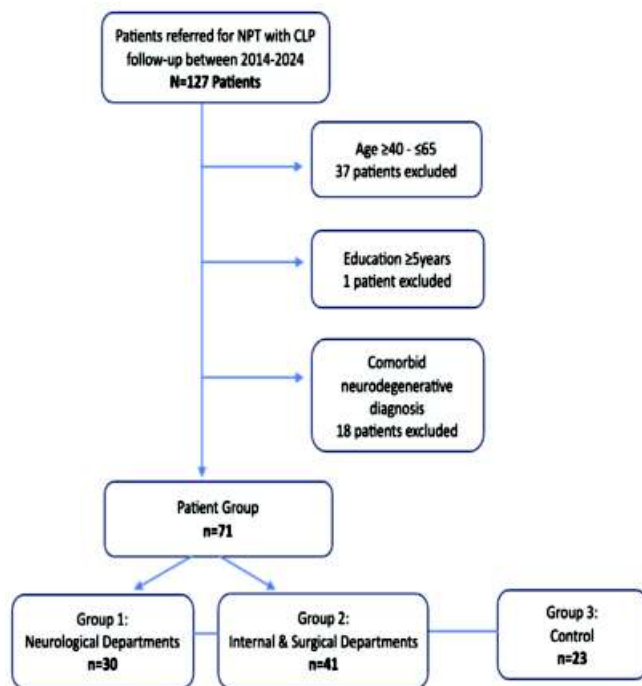 Patients referred for NPT with CLP
follow-up between 2014-2024
N=127 Patients
Age ≥40 - ≤65
37 patients excluded
Education ≥5years
1 patient excluded
Comorbid
neurodegenerative
diagnosis
18 patients excluded
Patient Group
n=71
Group 1:
Neurological Departments
n=30
Group 2:
Internal & Surgical Departments
n=41
Group 3:
Control
n=23